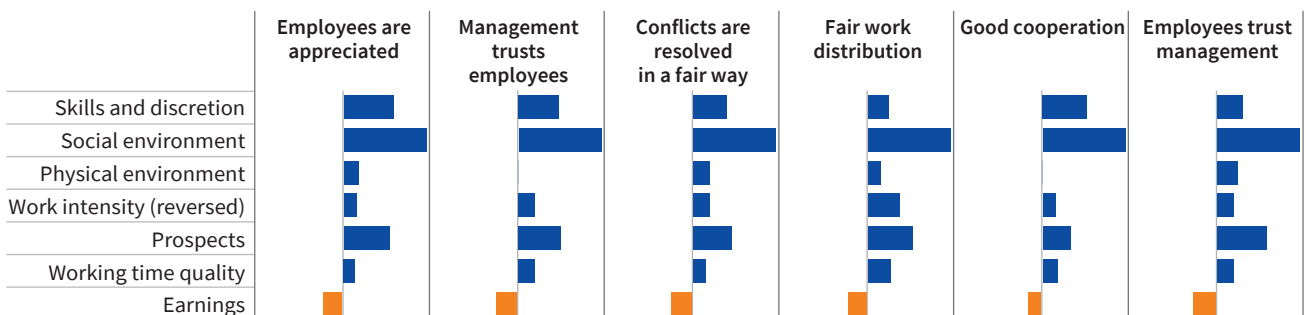 Employees are
appreciated
Management
trusts
employees
Conflicts are
resolved
in a fair way
Fair work
distribution
Good cooperation
Employees trust
management
Skills and discretion
Social environment
Physical environment
Work intensity (reversed)
Prospects
Working time quality
Earnings